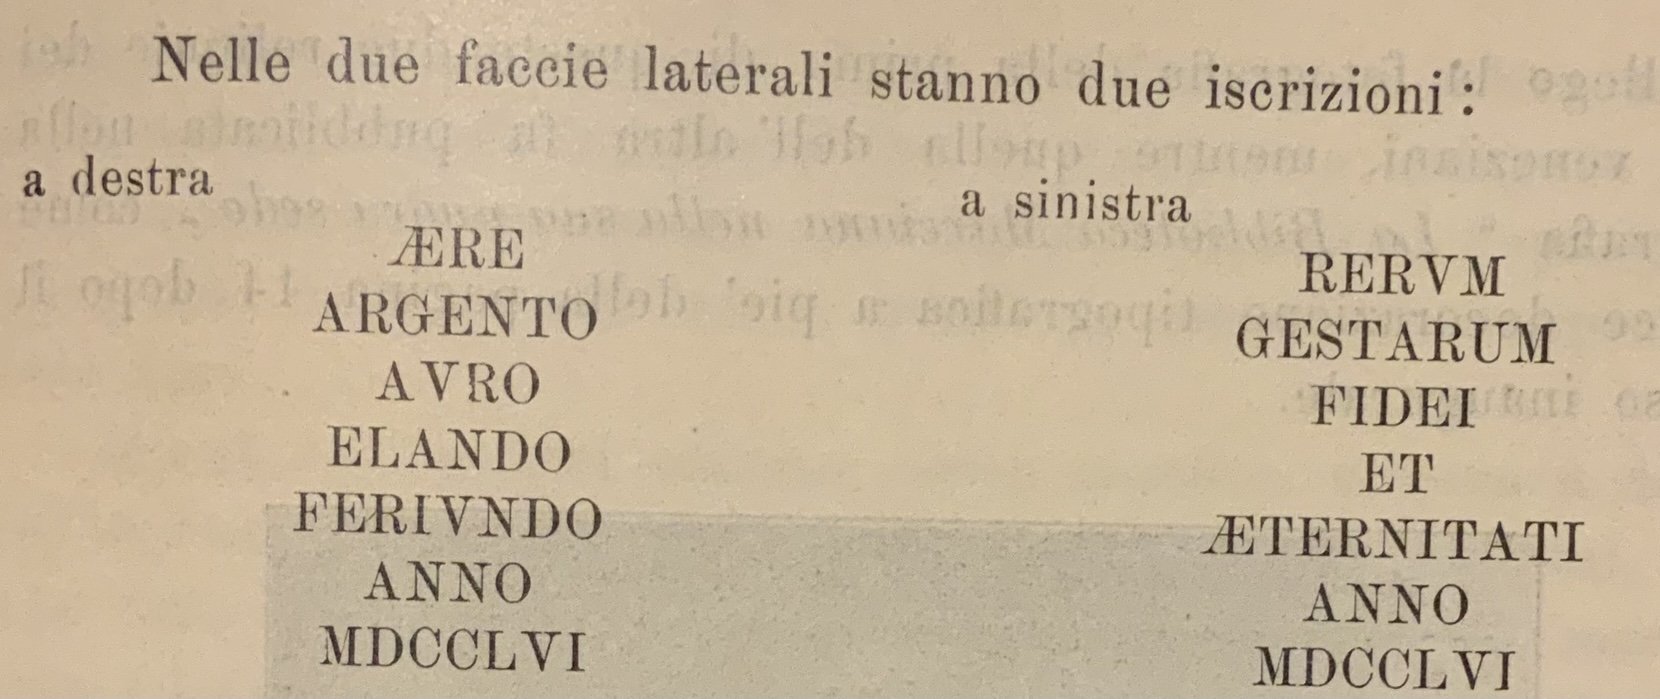 Nelle due faccie laterali stanno due iscrizioni:
a destra
ÆRE
ARGENTO
AVRO
ELANDO
FERIVNDO
ANNO
MDCCLVI
a sinistra
RERVM
GESTARUM
FIDEI
ET
ÆTERNITATI
ANNO
MDCCLVI